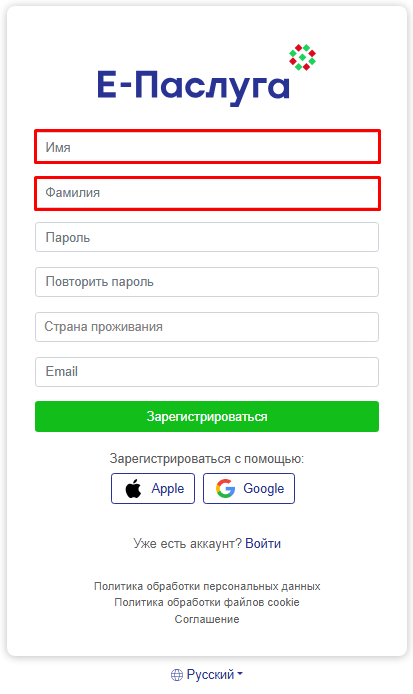 Е-Паслуга
Имя
Фамилия
Пароль
Повторить пароль
Страна проживания
Email
Зарегистрироваться
Зарегистрироваться с помощью:
Apple Google
Уже есть аккаунт? Войти
Политика обработки персональных данных
Политика обработки файлов cookie
Соглашение
Русский